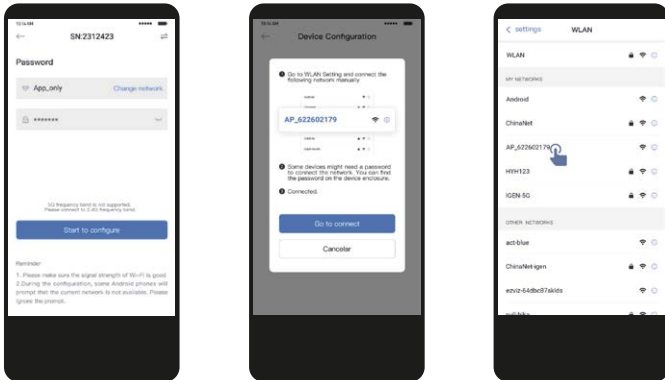 SN:2312423
Password
App_only
Change network
*******
5G frequency band is not supported.
Please connect to 2.4G frequency band.
Start to configure
Reminder
1. Please make sure the signal strength of Wi-Fi is good
2.During the configuration, some Android phones will
prompt that the current network is not available. Please
ignore the prompt.
Device Configuration
1 Go to WLAN Setting and connect the
following network manually
AP_622602179
2 Some devices might need a password
to connect this network. You can find
the password on the device enclosure.
3 Connected.
Go to connect
Cancelar
settings
WLAN
WLAN
MY NETWORKS
Android
ChinaNet
AP_622602179
HYH123
IGEN-5G
OTHER NETWORKS
act-blue
ChinaNet-igen